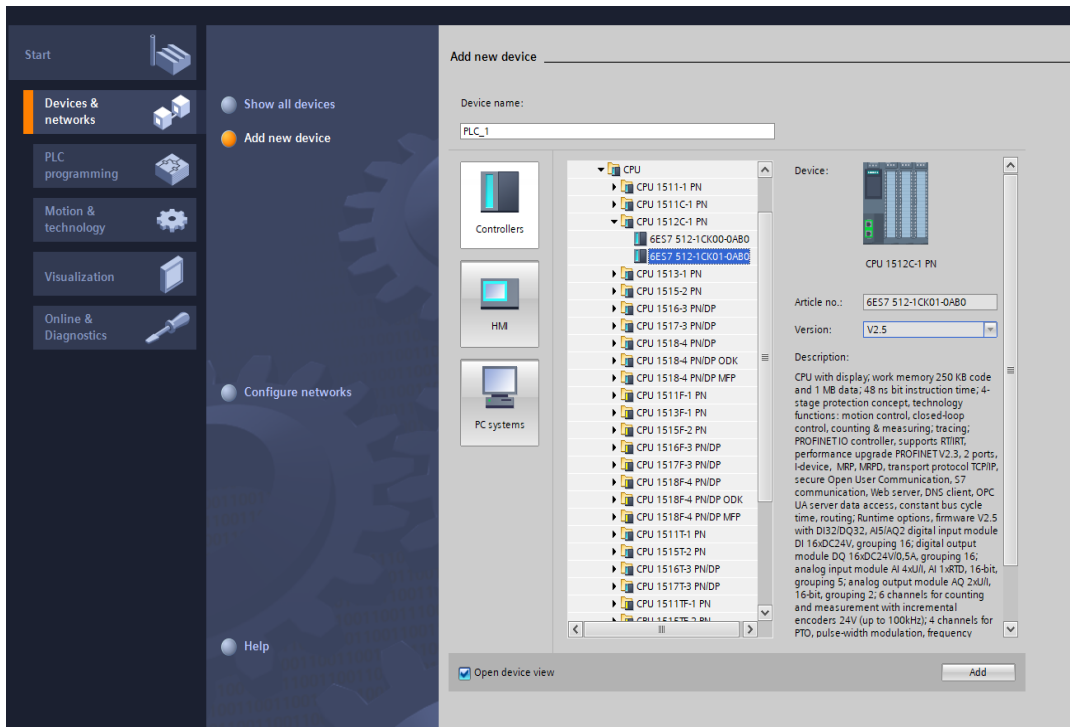 Start
Devices &
networks
PLC
programming
Motion &
technology
Visualization
Online &
Diagnostics
Show all devices
Add new device
Configure networks
Help
Add new device
Device name:
PLC_1
Controllers
HMI
PC systems
CPU
CPU 1511-1 PN
CPU 1511C-1 PN
CPU 1512C-1 PN
6ES7 512-1CK00-0AB0
6ES7 512-1CK01-0AB0
CPU 1513-1 PN
CPU 1515-2 PN
CPU 1516-3 PN/DP
CPU 1517-3 PN/DP
CPU 1518-4 PN/DP
CPU 1518-4 PN/DP ODK
CPU 1518-4 PN/DP MFP
CPU 1511F-1 PN
CPU 1513F-1 PN
CPU 1515F-2 PN
CPU 1516F-3 PN/DP
CPU 1517F-3 PN/DP
CPU 1518F-4 PN/DP
CPU 1518F-4 PN/DP ODK
CPU 1518F-4 PN/DP MFP
CPU 1511T-1 PN
CPU 1515T-2 PN
CPU 1516T-3 PN/DP
CPU 1517T-3 PN/DP
CPU 1511TF-1 PN
CPU 1515TF-2 PN
Device:
CPU 1512C-1 PN
Article no.: 6ES7 512-1CK01-0AB0
Version: V2.5
Description:
CPU with display; work memory 250 KB code
and 1 MB data; 48 ns bit instruction time; 4-
stage protection concept, technology
functions: motion control, closed-loop
control, counting & measuring; tracing;
PROFINET IO controller, supports RT/IRT,
performance upgrade PROFINET V2.3, 2 ports,
I-device, MRP, MRPD, transport protocol TCP/IP,
secure Open User Communication, S7
communication, Web server, DNS client, OPC
UA server data access, constant bus cycle
time, routing; Runtime options, firmware V2.5
with DI32/DQ32, AI5/AQ2 digital input module
DI 16xDC24V, grouping 16; digital output
module DQ 16xDC24V/0,5A, grouping 16;
analog input module AI 4xU/I, AI 1xRTD, 16-bit,
grouping 5; analog output module AQ 2xU/I,
16-bit, grouping 2; 6 channels for counting
and measurement with incremental
encoders 24V (up to 100kHz); 4 channels for
PTO, pulse-width modulation, frequency
Open device view
Add